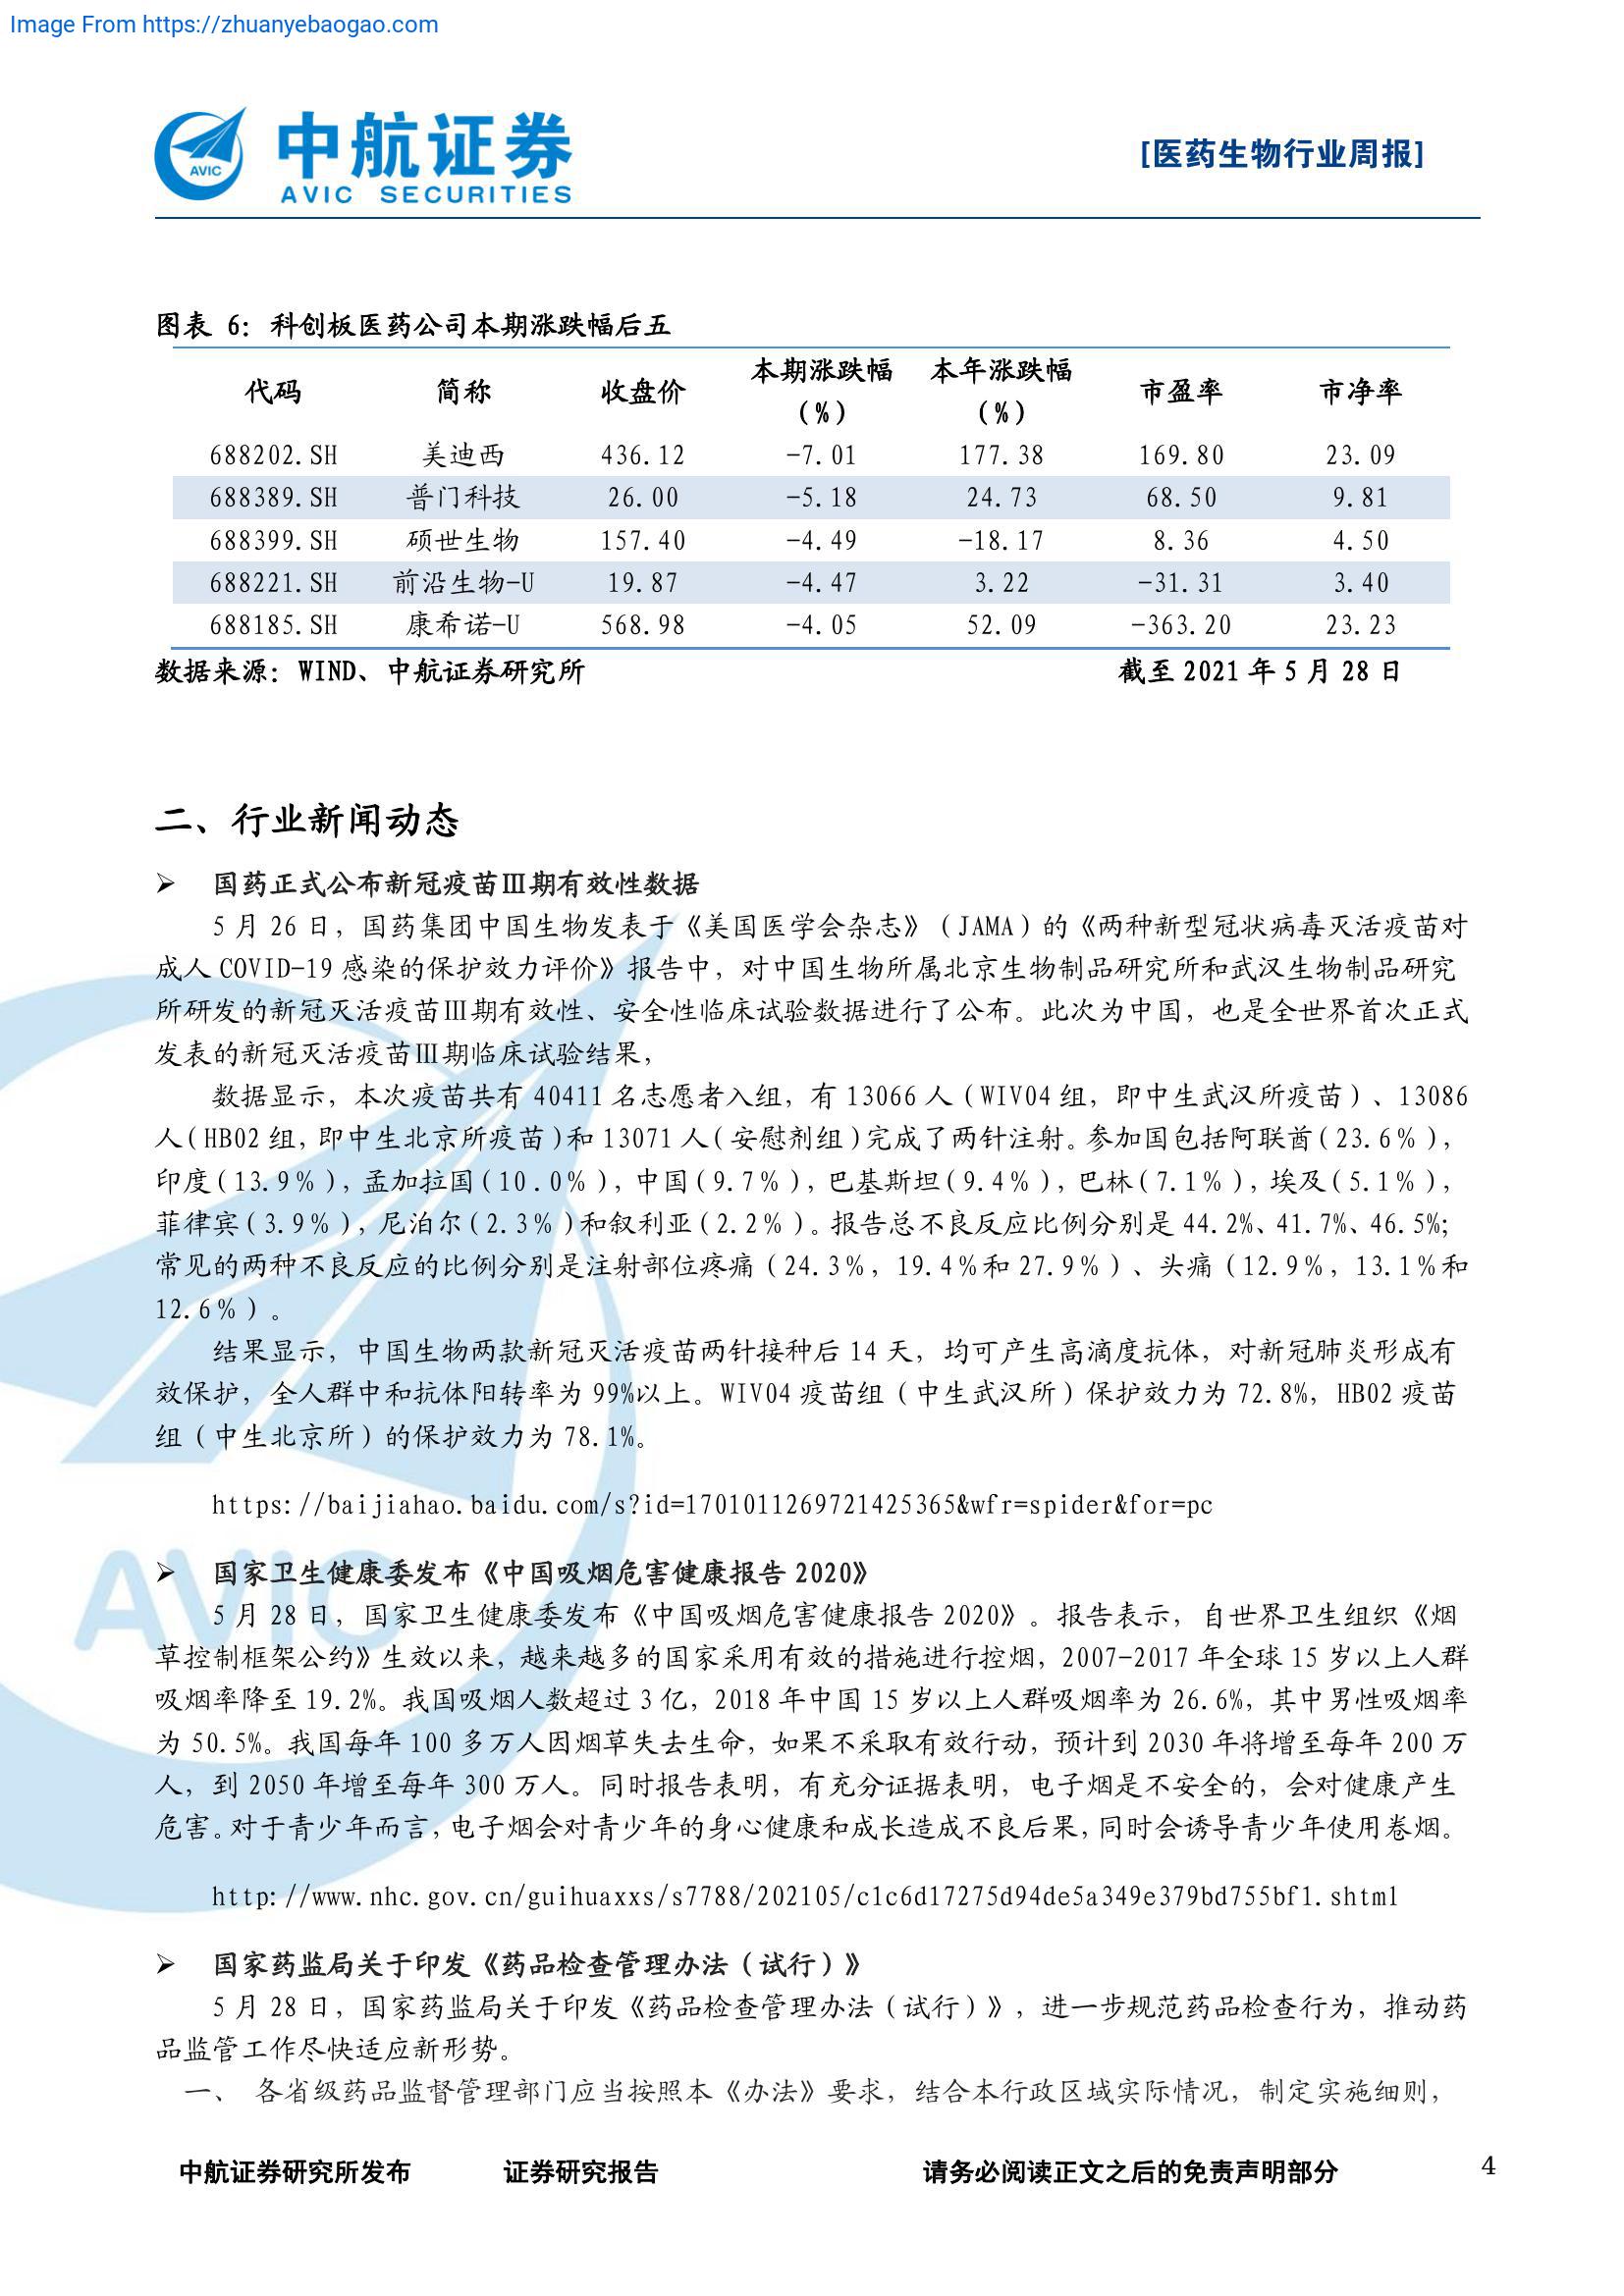 Image From https://zhuanyebaogao.com
AVIC
中航证券
AVIC SECURITIES
[医药生物行业周报]
图表 6：科创板医药公司本期涨跌幅后五
代码 简称 收盘价 本期涨跌幅（%） 本年涨跌幅（%） 市盈率 市净率
688202.SH 美迪西 436.12 -7.01 177.38 169.80 23.09
688389.SH 普门科技 26.00 -5.18 24.73 68.50 9.81
688399.SH 硕世生物 157.40 -4.49 -18.17 8.36 4.50
688221.SH 前沿生物-U 19.87 -4.47 3.22 -31.31 3.40
688185.SH 康希诺-U 568.98 -4.05 52.09 -363.20 23.23
数据来源：WIND、中航证券研究所 截至 2021 年 5 月 28 日
二、行业新闻动态
➢ 国药正式公布新冠疫苗Ⅲ期有效性数据
5 月 26 日，国药集团中国生物发表于《美国医学会杂志》（JAMA）的《两种新型冠状病毒灭活疫苗对
成人 COVID-19 感染的保护效力评价》报告中，对中国生物所属北京生物制品研究所和武汉生物制品研究
所研发的新冠灭活疫苗Ⅲ期有效性、安全性临床试验数据进行了公布。此次为中国，也是全世界首次正式
发表的新冠灭活疫苗Ⅲ期临床试验结果，
数据显示，本次疫苗共有 40411 名志愿者入组，有 13066 人（WIV04 组，即中生武汉所疫苗）、13086
人（HB02 组，即中生北京所疫苗）和 13071 人（安慰剂组）完成了两针注射。参加国包括阿联酋（23.6％），
印度（13.9％），孟加拉国（10.0％），中国（9.7％），巴基斯坦（9.4％），巴林（7.1％），埃及（5.1％），
菲律宾（3.9％），尼泊尔（2.3％）和叙利亚（2.2％）。报告总不良反应比例分别是 44.2%、41.7%、46.5%；
常见的两种不良反应的比例分别是注射部位疼痛（24.3％，19.4％和 27.9％）、头痛（12.9％，13.1％和
12.6％）。
结果显示，中国生物两款新冠灭活疫苗两针接种后 14 天，均可产生高滴度抗体，对新冠肺炎形成有
效保护，全人群中和抗体阳转率为 99%以上。WIV04 疫苗组（中生武汉所）保护效力为 72.8%，HB02 疫苗
组（中生北京所）的保护效力为 78.1%。
https://baijiahao.baidu.com/s?id=1701011269721425365&wfr=spider&for=pc
➢ 国家卫生健康委发布《中国吸烟危害健康报告 2020》
5 月 28 日，国家卫生健康委发布《中国吸烟危害健康报告 2020》。报告表示，自世界卫生组织《烟
草控制框架公约》生效以来，越来越多的国家采用有效的措施进行控烟，2007-2017 年全球 15 岁以上人群
吸烟率降至 19.2%。我国吸烟人数超过 3 亿，2018 年中国 15 岁以上人群吸烟率为 26.6%，其中男性吸烟率
为 50.5%。我国每年 100 多万人因烟草失去生命，如果不采取有效行动，预计到 2030 年将增至每年 200 万
人，到 2050 年增至每年 300 万人。同时报告表明，有充分证据表明，电子烟是不安全的，会对健康产生
危害。对于青少年而言，电子烟会对青少年的身心健康和成长造成不良后果，同时会诱导青少年使用卷烟。
http://www.nhc.gov.cn/guihuaxxs/s7788/202105/c1c6d17275d94de5a349e379bd755bf1.shtml
➢ 国家药监局关于印发《药品检查管理办法（试行）》
5 月 28 日，国家药监局关于印发《药品检查管理办法（试行）》，进一步规范药品检查行为，推动药
品监管工作尽快适应新形势。
一、 各省级药品监督管理部门应当按照本《办法》要求，结合本行政区域实际情况，制定实施细则，
AVIC
中航证券研究所发布 证券研究报告 请务必阅读正文之后的免责声明部分 4